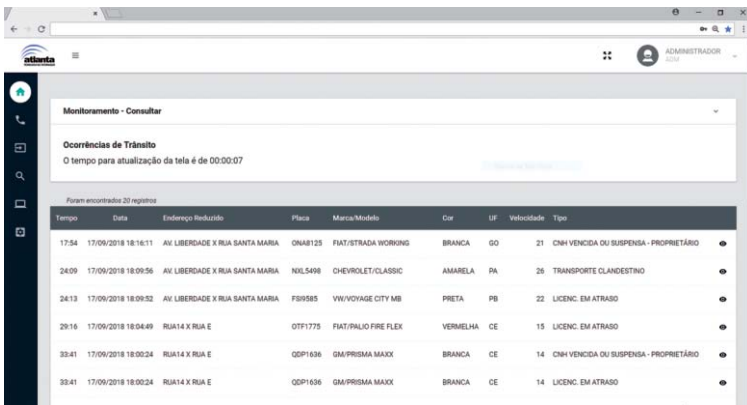 atlanta
ADMINISTRADOR
ADM
Monitoramento - Consultar
Ocorrências de Trânsito
O tempo para atualização da tela é de 00:00:07
Foram encontrados 20 registros
Tempo Data Endereço Reduzido Placa Marca/Modelo Cor UF Velocidade Tipo
17:54 17/09/2018 18:16:11 AV. LIBERDADE X RUA SANTA MARIA ONA8125 FIAT/STRADA WORKING BRANCA GO 21 CNH VENCIDA OU SUSPENSA - PROPRIETÁRIO
24:09 17/09/2018 18:09:56 AV. LIBERDADE X RUA SANTA MARIA NXL5498 CHEVROLET/CLASSIC AMARELA PA 26 TRANSPORTE CLANDESTINO
24:13 17/09/2018 18:09:52 AV. LIBERDADE X RUA SANTA MARIA FSI9585 VW/VOYAGE CITY MB PRETA PB 22 LICENC. EM ATRASO
29:16 17/09/2018 18:04:49 RUA14 X RUA E OTF1775 FIAT/PALIO FIRE FLEX VERMELHA CE 15 LICENC. EM ATRASO
33:41 17/09/2018 18:00:24 RUA14 X RUA E QDP1636 GM/PRISMA MAXX BRANCA CE 14 CNH VENCIDA OU SUSPENSA - PROPRIETÁRIO
33:41 17/09/2018 18:00:24 RUA14 X RUA E QDP1636 GM/PRISMA MAXX BRANCA CE 14 LICENC. EM ATRASO